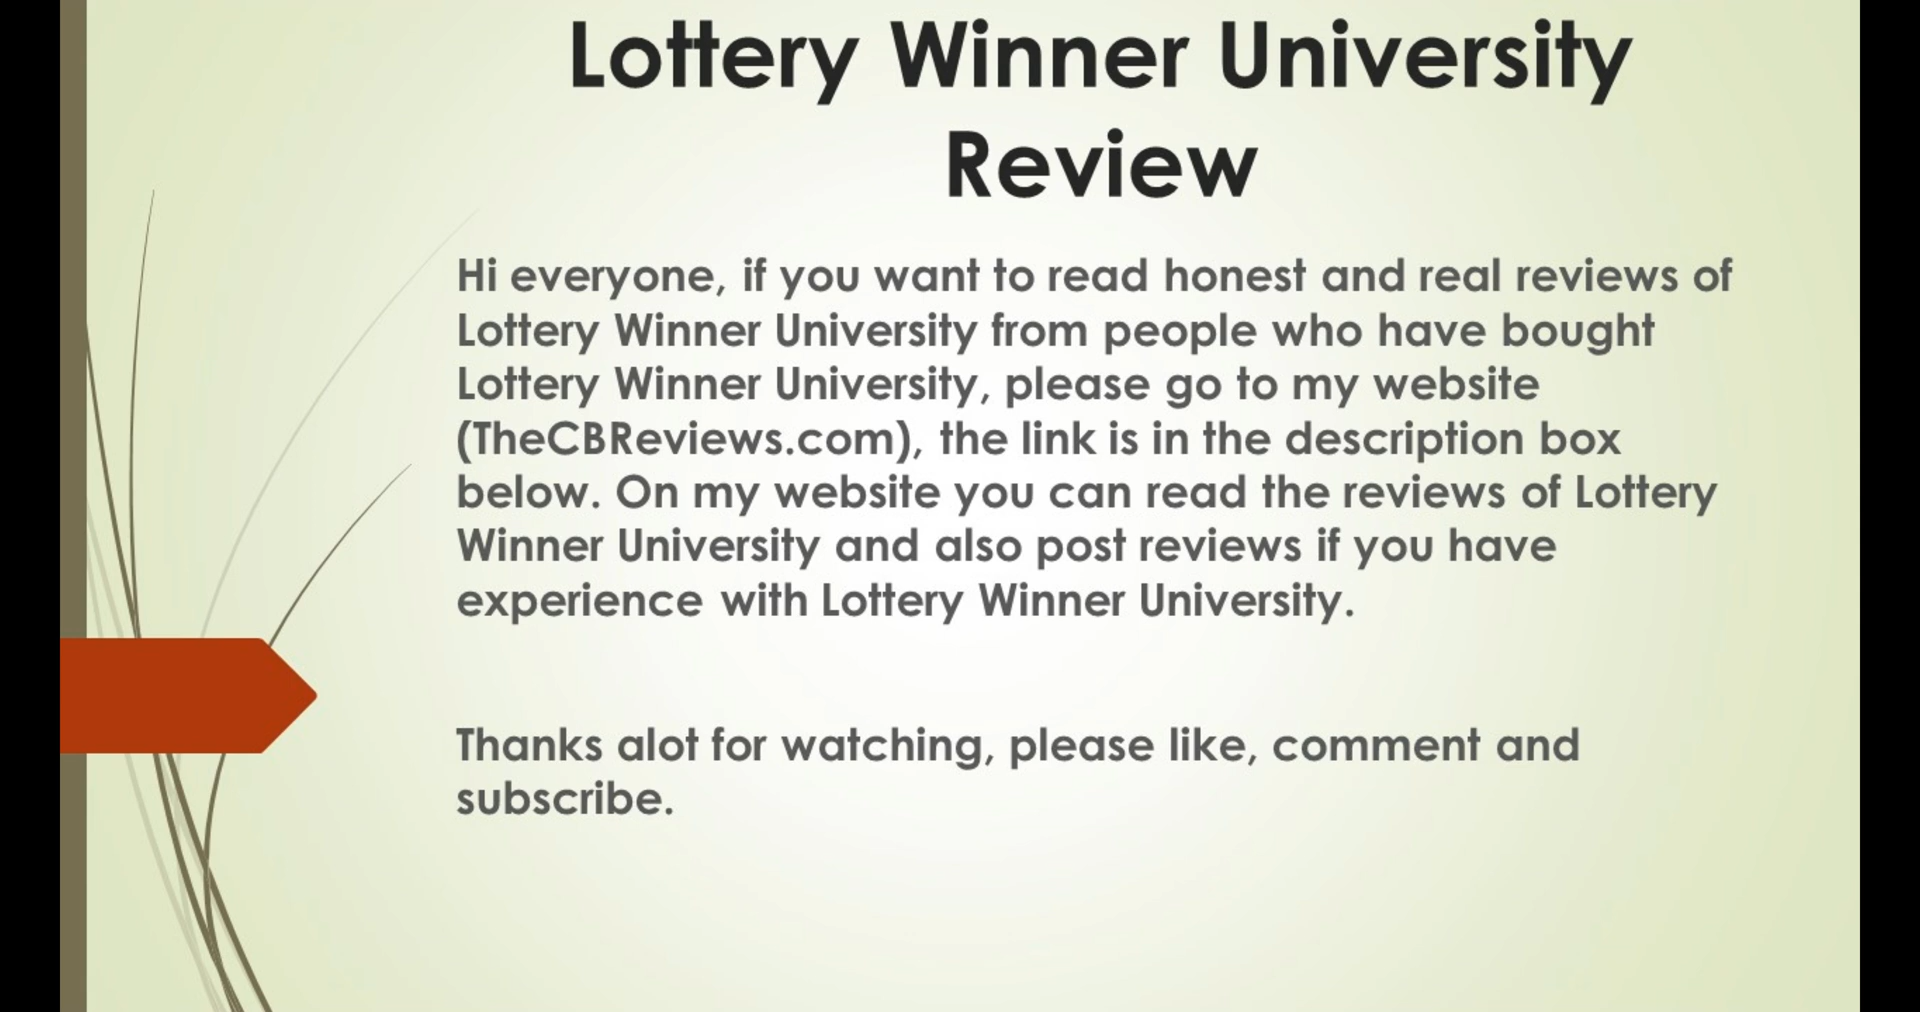 Lottery Winner University
Review
Hi everyone, if you want to read honest and real reviews of
Lottery Winner University from people who have bought
Lottery Winner University, please go to my website
(TheCBReviews.com), the link is in the description box
below. On my website you can read the reviews of Lottery
Winner University and also post reviews if you have
experience with Lottery Winner University.
Thanks alot for watching, please like, comment and
subscribe.